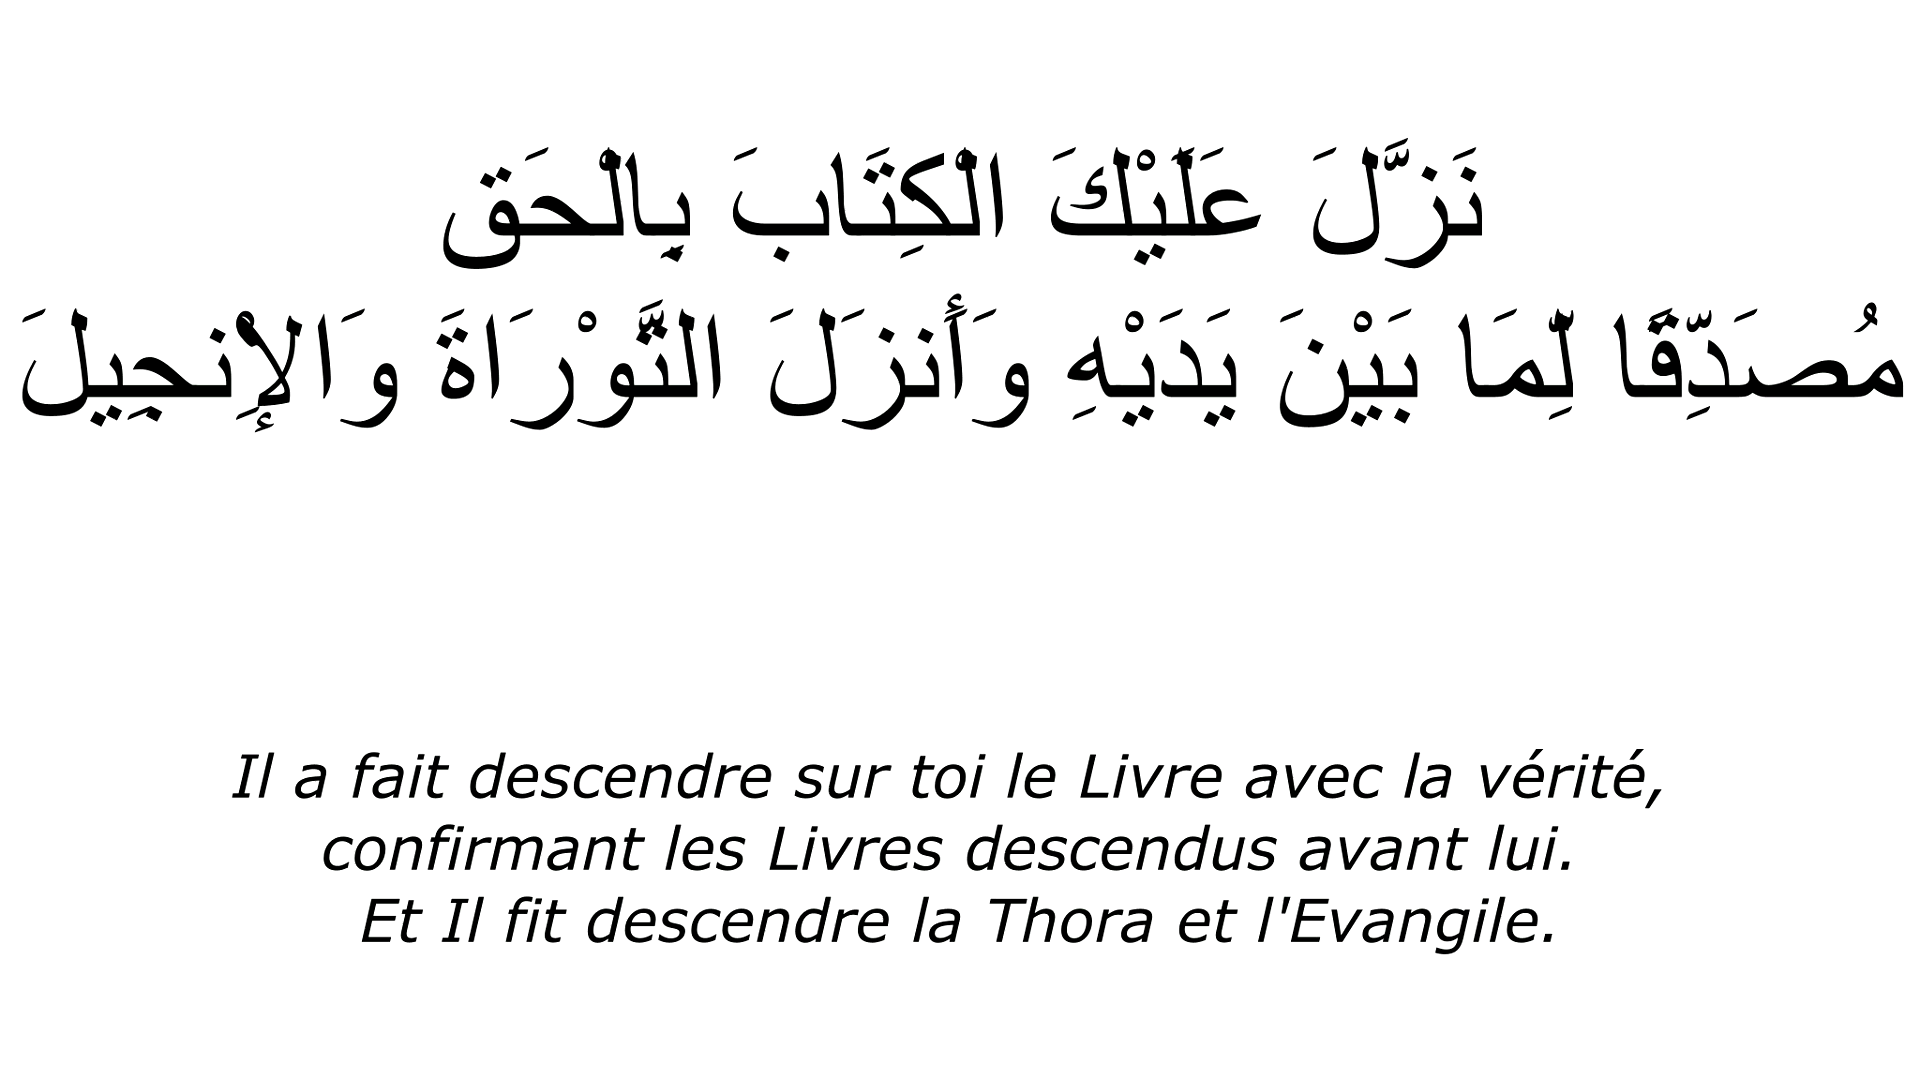 نَزَّلَ عَلَيْكَ الْكِتَابَ بِالْحَق
مُصَدِّقًا لِّمَا بَيْنَ يَدَيْهِ وَأَنزَلَ التَّوْرَاةَ وَالإْنجِيلَ
Il a fait descendre sur toi le Livre avec la vérité,
confirmant les Livres descendus avant lui.
Et Il fit descendre la Thora et l'Evangile.